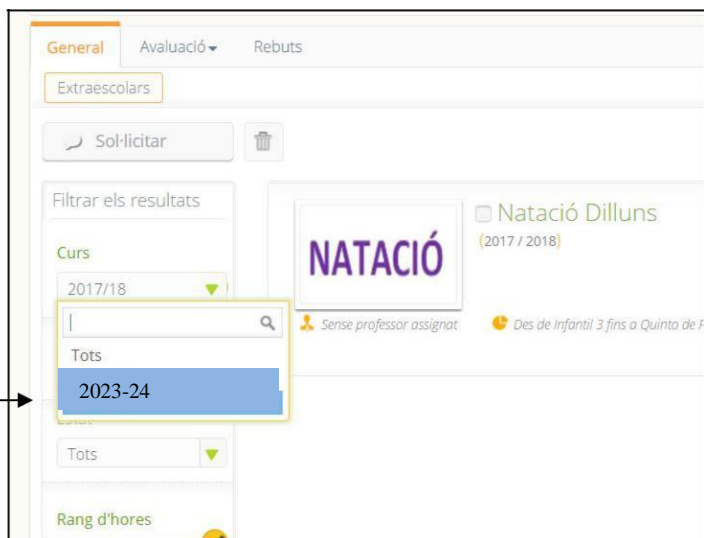 General Avaluació Rebuts
Extraescolars
Sol·licitar
Filtrar els resultats
Curs
2017/18
Tots
2023-24
Tots
Rang d'hores
NATACIÓ
Natació Dilluns
(2017 / 2018)
Sense professor assignat Des de Infantil 3 fins a Quinto de